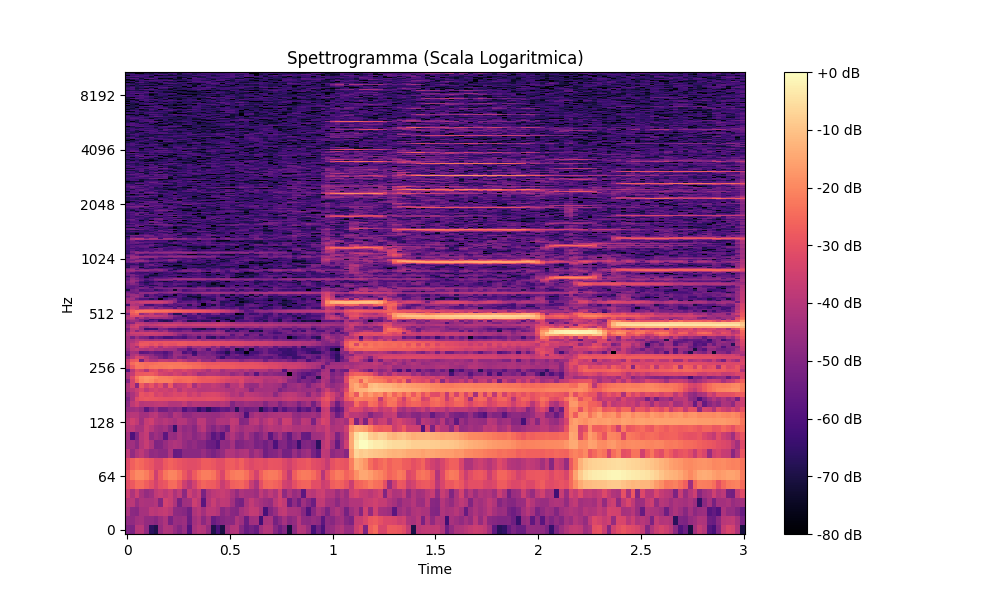 Spettrogramma (Scala Logaritmica)
Hz
8192
4096
2048
1024
512
256
128
64
0
0
0.5
1
1.5
2
2.5
3
Time
+0 dB
-10 dB
-20 dB
-30 dB
-40 dB
-50 dB
-60 dB
-70 dB
-80 dB